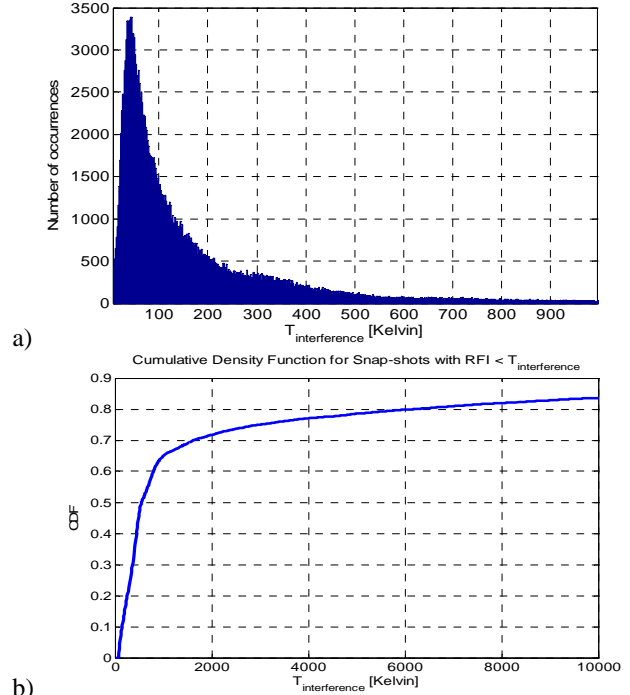 3500
3000
2500
2000
1500
1000
500
0
Number of occurrences
100 200 300 400 500 600 700 800 900
T_interference [Kelvin]
a)
Cumulative Density Function for Snap-shots with RFI < T_interference
0.9
0.8
0.7
0.6
0.5
0.4
0.3
0.2
0.1
0
CDF
0 2000 4000 6000 8000 10000
T_interference [Kelvin]
b)